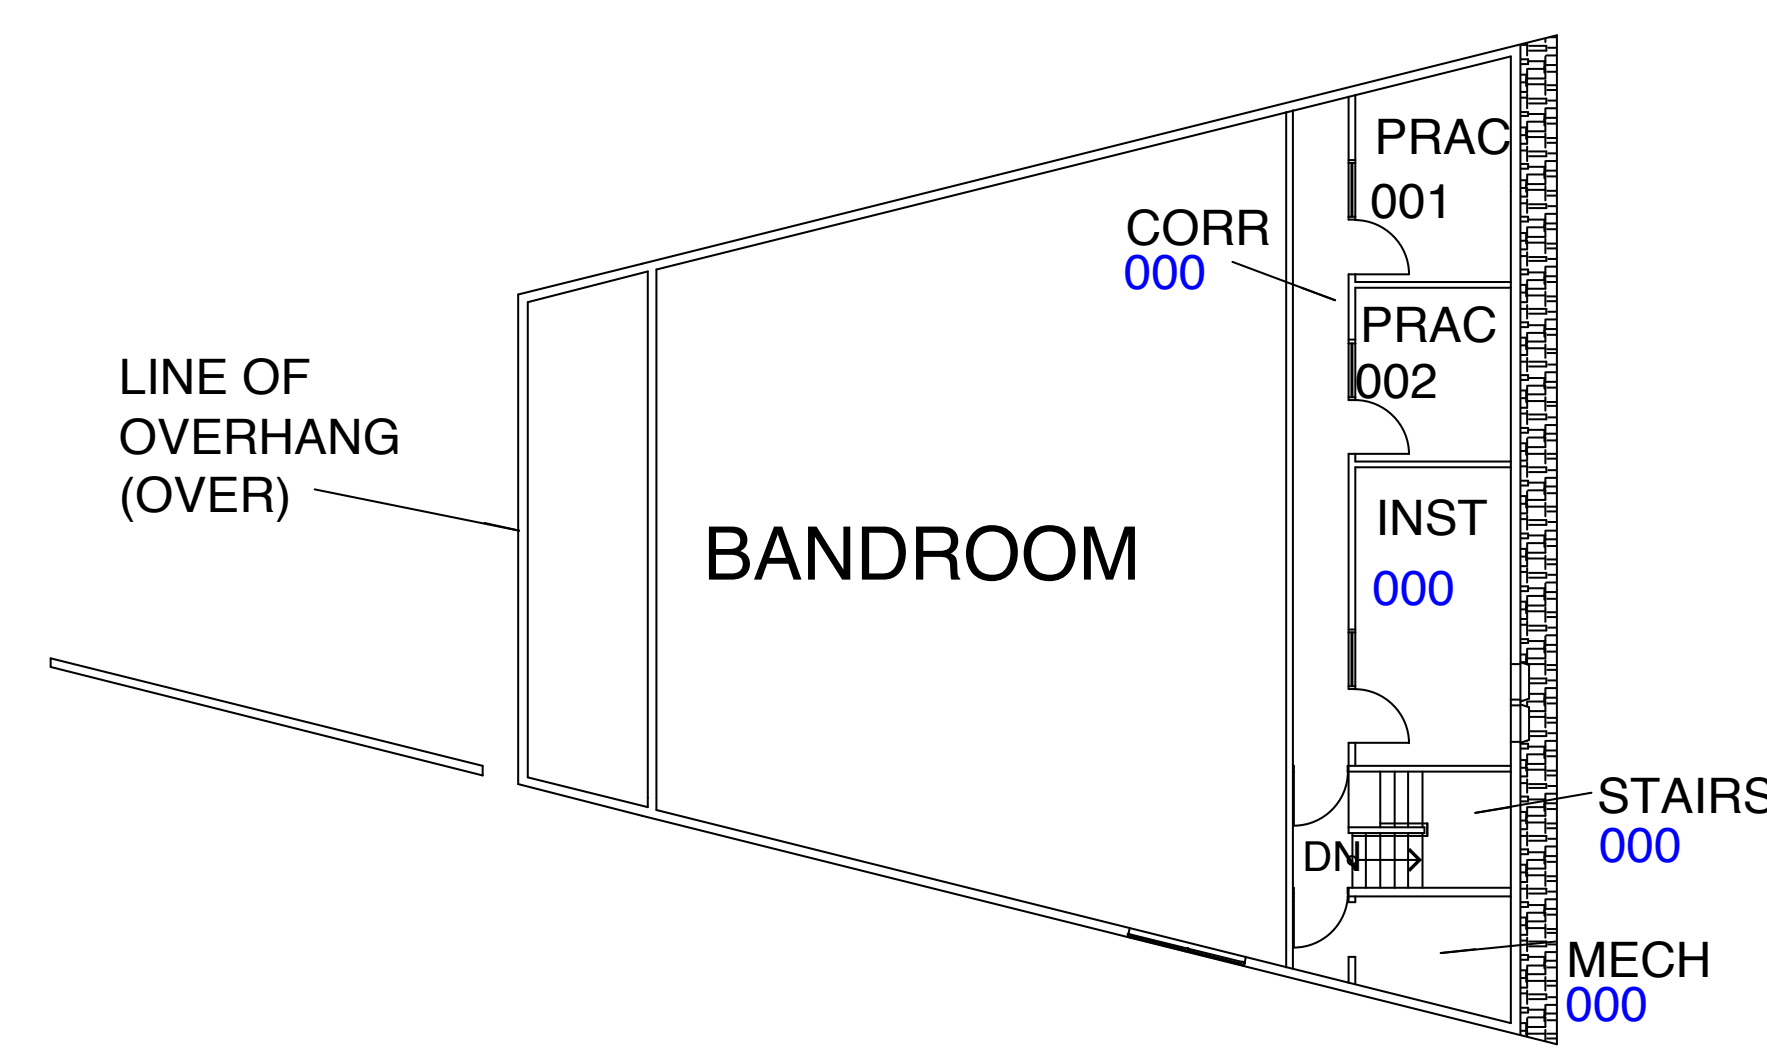 PRAC
001
CORR
000
PRAC
002
LINE OF
OVERHANG
(OVER)
BANDROOM
INST
000
STAIRS
000
DN
MECH
000